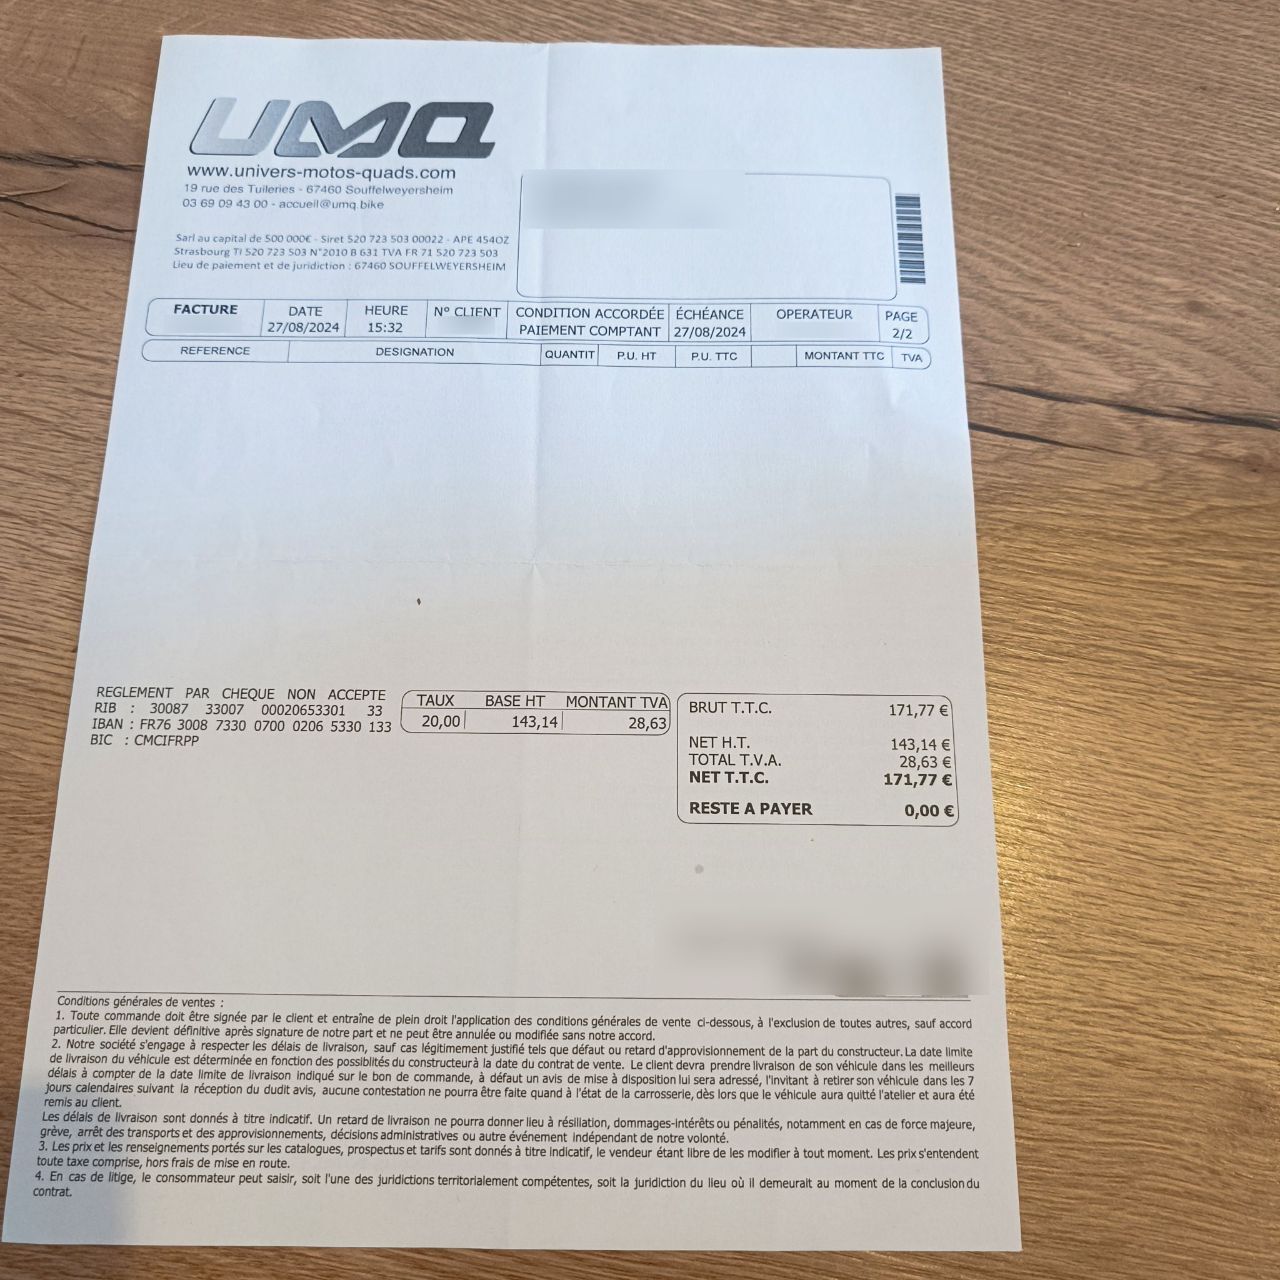 UMQ
www.univers-motos-quads.com
19 rue des Tuileries - 67460 Souffelweyersheim
03 69 09 43 00 - accueil@umq.bike
Sarl au capital de 500 000€ - Siret 520 723 503 00022 - APE 4540Z
Strasbourg TI 520 723 503 N°2010 B 631 TVA FR 71 520 723 503
Lieu de paiement et de juridiction : 67460 SOUFFELWEYERSHEIM
FACTURE DATE HEURE N° CLIENT CONDITION ACCORDÉE ÉCHÉANCE OPERATEUR PAGE
27/08/2024 15:32 PAIEMENT COMPTANT 27/08/2024 2/2
REFERENCE DESIGNATION QUANTIT P.U. HT P.U. TTC MONTANT TTC TVA
REGLEMENT PAR CHEQUE NON ACCEPTE
RIB : 30087 33007 00020653301 33
IBAN : FR76 3008 7330 0700 0206 5330 133
BIC : CMCIFRPP
TAUX BASE HT MONTANT TVA
20,00 143,14 28,63
BRUT T.T.C. 171,77 €
NET H.T. 143,14 €
TOTAL T.V.A. 28,63 €
NET T.T.C. 171,77 €
RESTE A PAYER 0,00 €
Conditions générales de ventes :
1. Toute commande doit être signée par le client et entraîne de plein droit l'application des conditions générales de vente ci-dessous, à l'exclusion de toutes autres, sauf accord
particulier. Elle devient définitive après signature de notre part et ne peut être annulée ou modifiée sans notre accord.
2. Notre société s'engage à respecter les délais de livraison, sauf cas légitimement justifié tels que défaut ou retard d'approvisionnement de la part du constructeur. La date limite
de livraison du véhicule est déterminée en fonction des possiblités du constructeur à la date du contrat de vente. Le client devra prendre livraison de son véhicule dans les meilleurs
délais à compter de la date limite de livraison indiqué sur le bon de commande, à défaut un avis de mise à disposition lui sera adressé, l'invitant à retirer son véhicule dans les 7
jours calendaires suivant la réception du dudit avis, aucune contestation ne pourra être faite quand à l'état de la carrosserie, dès lors que le véhicule aura quitté l'atelier et aura été
remis au client.
Les délais de livraison sont donnés à titre indicatif. Un retard de livraison ne pourra donner lieu à résiliation, dommages-intérêts ou pénalités, notamment en cas de force majeure,
grève, arrêt des transports et des approvisionnements, décisions administratives ou autre événement indépendant de notre volonté.
3. Les prix et les renseignements portés sur les catalogues, prospectus et tarifs sont donnés à titre indicatif, le vendeur étant libre de les modifier à tout moment. Les prix s'entendent
toute taxe comprise, hors frais de mise en route.
4. En cas de litige, le consommateur peut saisir, soit l'une des juridictions territorialement compétentes, soit la juridiction du lieu où il demeurait au moment de la conclusion du
contrat.